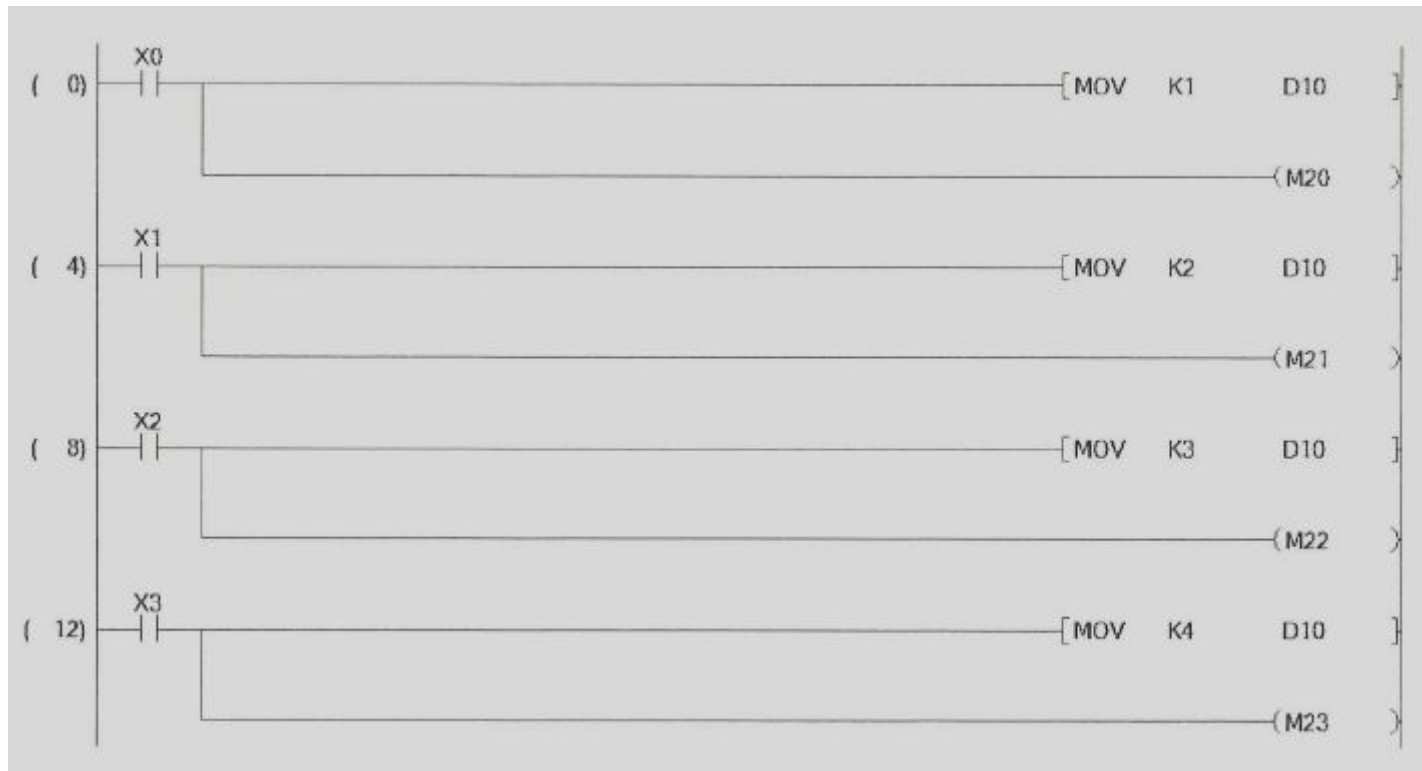 X0
( 0) [ MOV K1 D10 ]
( M20 )
X1
( 4) [ MOV K2 D10 ]
( M21 )
X2
( 8) [ MOV K3 D10 ]
( M22 )
X3
( 12) [ MOV K4 D10 ]
( M23 )